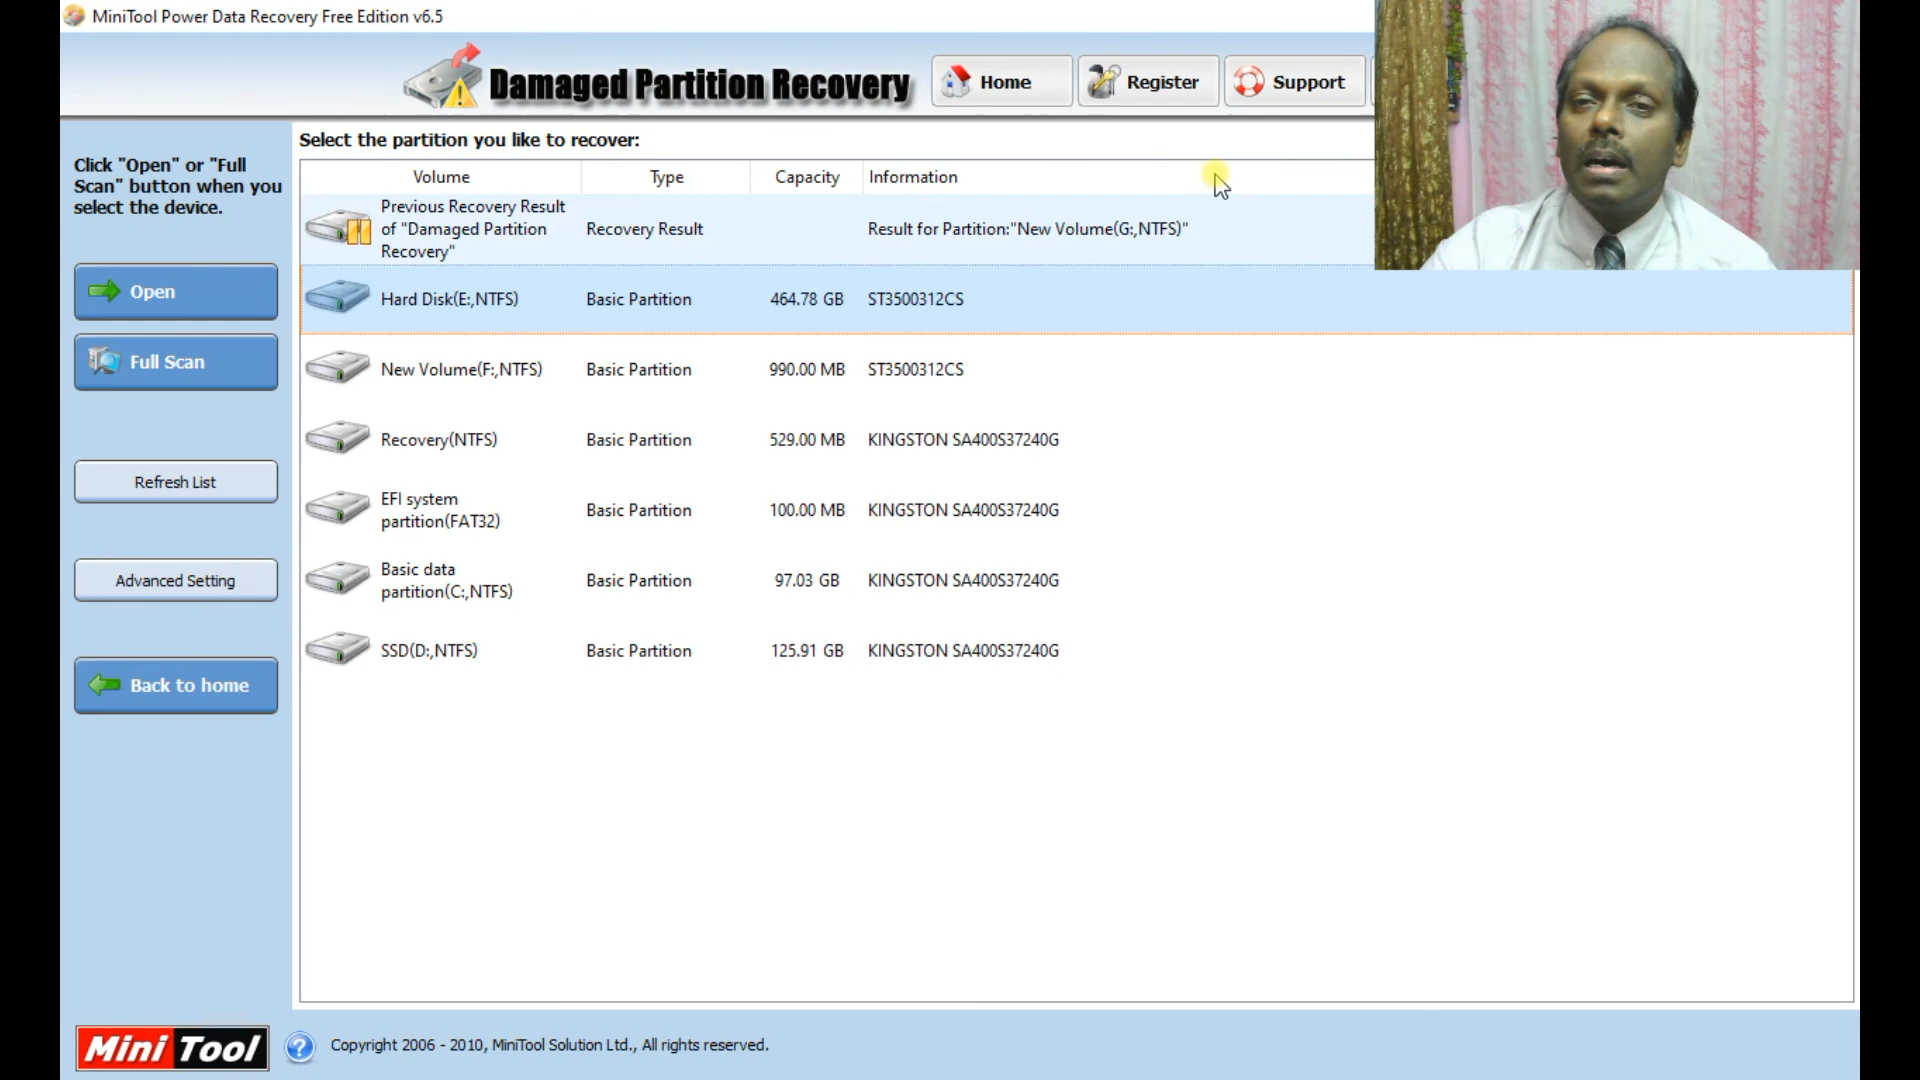 MiniTool Power Data Recovery Free Edition v6.5
Damaged Partition Recovery
Home
Register
Support
Click "Open" or "Full
Scan" button when you
select the device.
Open
Full Scan
Refresh List
Advanced Setting
Back to home
Select the partition you like to recover:
Volume Type Capacity Information
Previous Recovery Result
of "Damaged Partition
Recovery"
Recovery Result
Result for Partition:"New Volume(G:,NTFS)"
Hard Disk(E:,NTFS) Basic Partition 464.78 GB ST3500312CS
New Volume(F:,NTFS) Basic Partition 990.00 MB ST3500312CS
Recovery(NTFS) Basic Partition 529.00 MB KINGSTON SA400S37240G
EFI system
partition(FAT32)
Basic Partition 100.00 MB KINGSTON SA400S37240G
Basic data
partition(C:,NTFS)
Basic Partition 97.03 GB KINGSTON SA400S37240G
SSD(D:,NTFS) Basic Partition 125.91 GB KINGSTON SA400S37240G
Mini Tool
? Copyright 2006 - 2010, MiniTool Solution Ltd., All rights reserved.